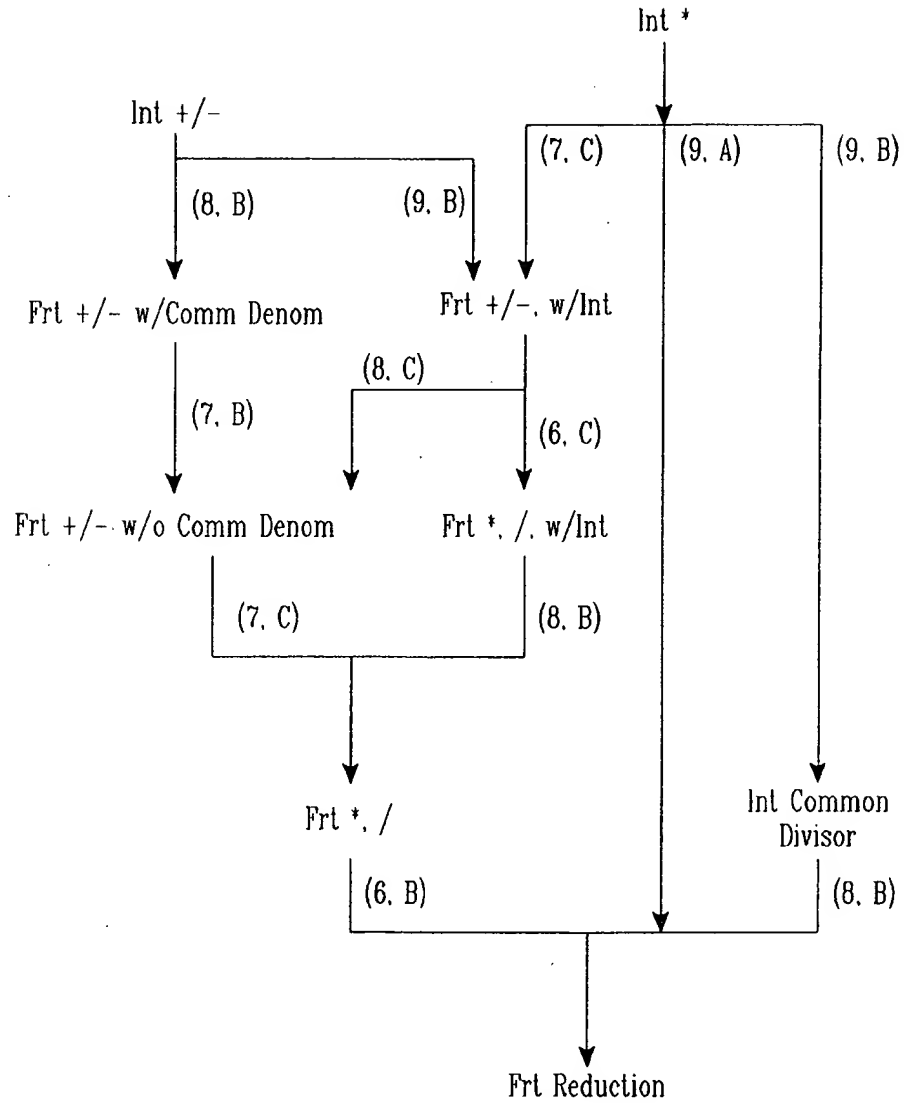 Int *
Int +/-
(7, C)
(9, A)
(9, B)
(8, B)
(9, B)
Frt +/- w/Comm Denom
Frt +/-, w/Int
(8, C)
(7, B)
(6, C)
Frt +/- w/o Comm Denom
Frt *, /, w/Int
(7, C)
(8, B)
Int Common
Divisor
Frt *, /
(6, B)
(8, B)
Frt Reduction